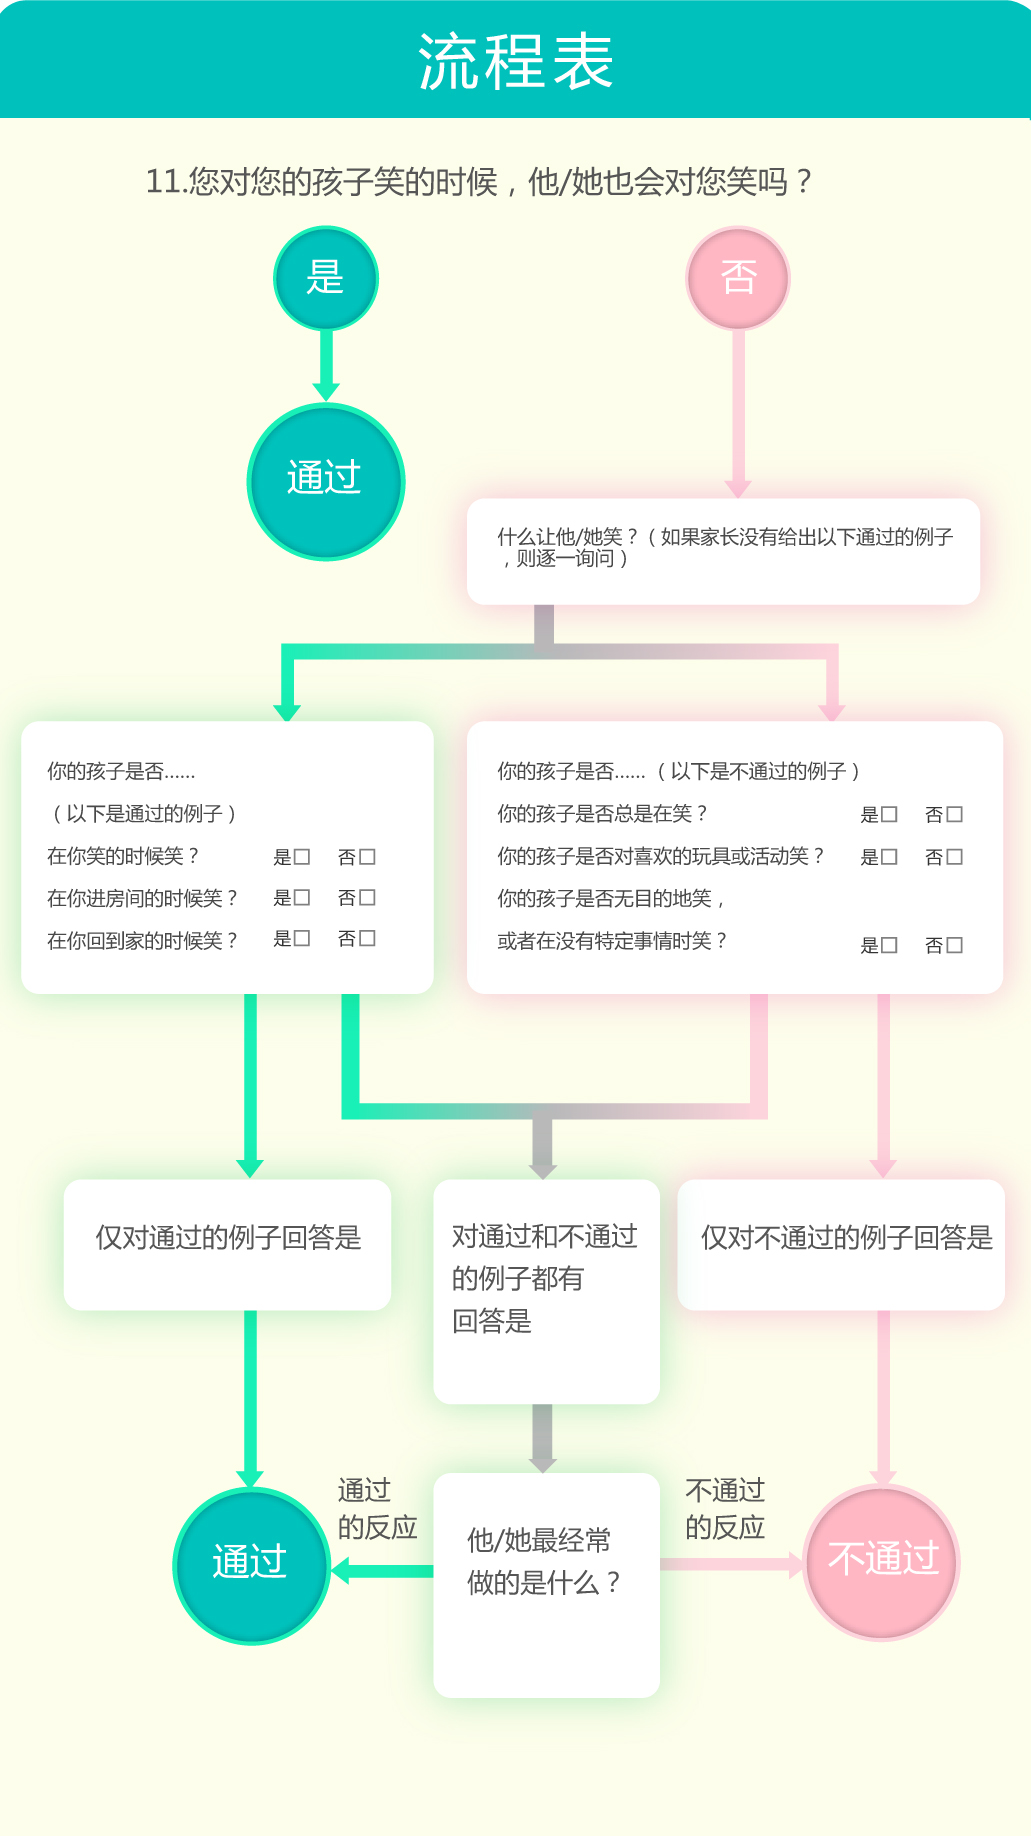 流程表
11.您对您的孩子笑的时候，他/她也会对您笑吗？
是
否
通过
什么让他/她笑？（如果家长没有给出以下通过的例子
，则逐一询问）
你的孩子是否......
（以下是通过的例子）
在你笑的时候笑？ 是□ 否□
在你进房间的时候笑？ 是□ 否□
在你回到家的时候笑？ 是□ 否□
你的孩子是否......（以下是不通过的例子）
你的孩子是否总是在笑？ 是□ 否□
你的孩子是否对喜欢的玩具或活动笑？ 是□ 否□
你的孩子是否无目的地笑，
或者在没有特定事情时笑？ 是□ 否□
仅对通过的例子回答是
对通过和不通过
的例子都有
回答是
仅对不通过的例子回答是
通过
的反应
不通过
的反应
通过
他/她最经常
做的是什么？
不通过